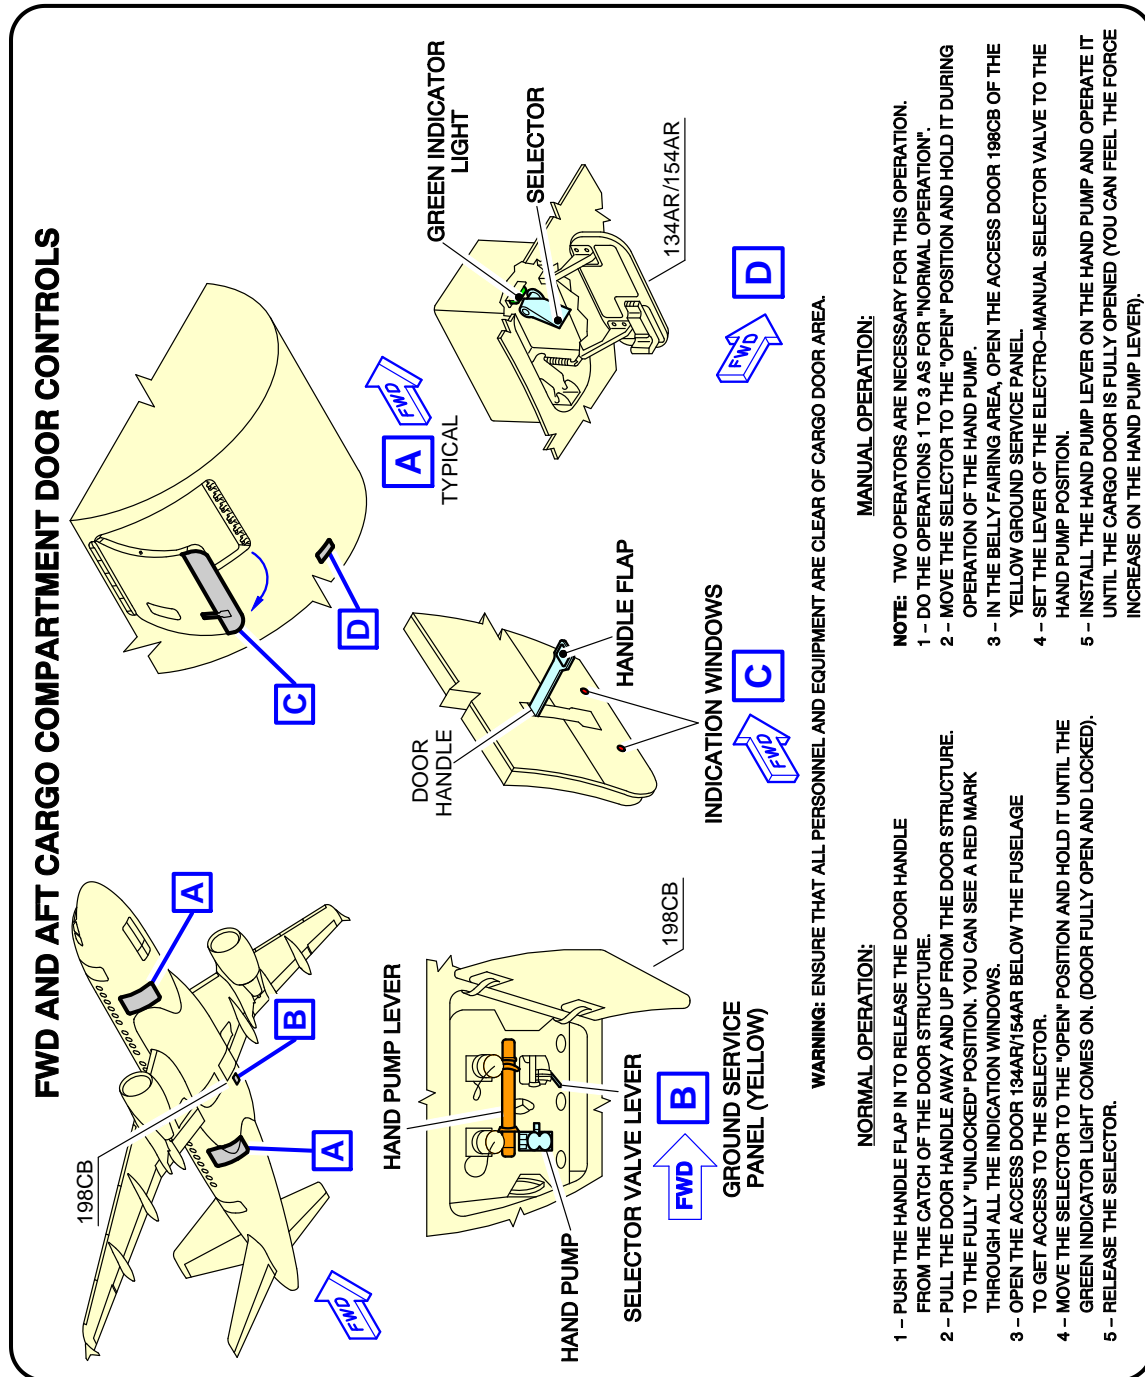 FWD AND AFT CARGO COMPARTMENT DOOR CONTROLS
198CB
A
B
A
FWD
C
D
A
TYPICAL
FWD
HAND PUMP LEVER
198CB
HAND PUMP
SELECTOR VALVE LEVER
FWD
B
GROUND SERVICE
PANEL (YELLOW)
DOOR
HANDLE
HANDLE FLAP
INDICATION WINDOWS
FWD
C
GREEN INDICATOR
LIGHT
SELECTOR
134AR/154AR
FWD
D
WARNING: ENSURE THAT ALL PERSONNEL AND EQUIPMENT ARE CLEAR OF CARGO DOOR AREA.
NORMAL OPERATION:
1 – PUSH THE HANDLE FLAP IN TO RELEASE THE DOOR HANDLE
FROM THE CATCH OF THE DOOR STRUCTURE.
2 – PULL THE DOOR HANDLE AWAY AND UP FROM THE DOOR STRUCTURE.
TO THE FULLY "UNLOCKED" POSITION. YOU CAN SEE A RED MARK
THROUGH ALL THE INDICATION WINDOWS.
3 – OPEN THE ACCESS DOOR 134AR/154AR BELOW THE FUSELAGE
TO GET ACCESS TO THE SELECTOR.
4 – MOVE THE SELECTOR TO THE "OPEN" POSITION AND HOLD IT UNTIL THE
GREEN INDICATOR LIGHT COMES ON. (DOOR FULLY OPEN AND LOCKED).
5 – RELEASE THE SELECTOR.
MANUAL OPERATION:
NOTE: TWO OPERATORS ARE NECESSARY FOR THIS OPERATION.
1 – DO THE OPERATIONS 1 TO 3 AS FOR "NORMAL OPERATION".
2 – MOVE THE SELECTOR TO THE "OPEN" POSITION AND HOLD IT DURING
OPERATION OF THE HAND PUMP.
3 – IN THE BELLY FAIRING AREA, OPEN THE ACCESS DOOR 198CB OF THE
YELLOW GROUND SERVICE PANEL.
4 – SET THE LEVER OF THE ELECTRO–MANUAL SELECTOR VALVE TO THE
HAND PUMP POSITION.
5 – INSTALL THE HAND PUMP LEVER ON THE HAND PUMP AND OPERATE IT
UNTIL THE CARGO DOOR IS FULLY OPENED (YOU CAN FEEL THE FORCE
INCREASE ON THE HAND PUMP LEVER).